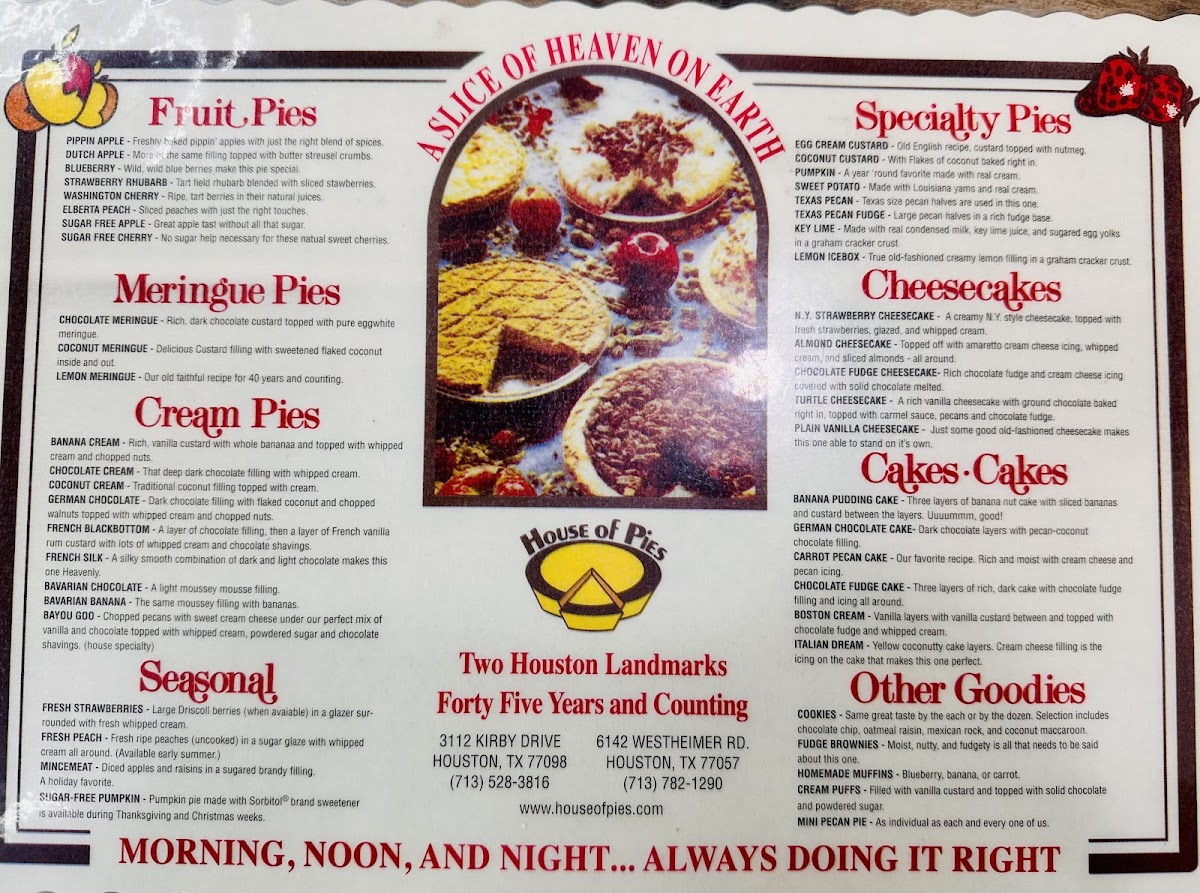 A SLICE OF HEAVEN ON EARTH
Fruit Pies
PIPPIN APPLE - Freshly baked pippin' apples with just the right blend of spices.
DUTCH APPLE - More of the same filling topped with butter streusel crumbs.
BLUEBERRY - Wild, wild blue berries make this pie special.
STRAWBERRY RHUBARB - Tart field rhubarb blended with sliced stawberries.
WASHINGTON CHERRY - Ripe, tart berries in their natural juices.
ELBERTA PEACH - Sliced peaches with just the right touches.
SUGAR FREE APPLE - Great apple tast without all that sugar.
SUGAR FREE CHERRY - No sugar help necessary for these natual sweet cherries.
Meringue Pies
CHOCOLATE MERINGUE - Rich, dark chocolate custard topped with pure eggwhite
meringue.
COCONUT MERINGUE - Delicious Custard filling with sweetened flaked coconut
inside and out.
LEMON MERINGUE - Our old faithful recipe for 40 years and counting.
Cream Pies
BANANA CREAM - Rich, vanilla custard with whole bananaa and topped with whipped
cream and chopped nuts.
CHOCOLATE CREAM - That deep dark chocolate filling with whipped cream.
COCONUT CREAM - Traditional coconut filling topped with cream.
GERMAN CHOCOLATE - Dark chocolate filling with flaked coconut and chopped
walnuts topped with whipped cream and chopped nuts.
FRENCH BLACKBOTTOM - A layer of chocolate filling, then a layer of French vanilla
rum custard with lots of whipped cream and chocolate shavings.
FRENCH SILK - A silky smooth combination of dark and light chocolate makes this
one Heavenly.
BAVARIAN CHOCOLATE - A light moussey mousse filling.
BAVARIAN BANANA - The same moussey filling with bananas.
BAYOU GOO - Chopped pecans with sweet cream cheese under our perfect mix of
vanilla and chocolate topped with whipped cream, powdered sugar and chocolate
shavings. (house specialty)
Seasonal
FRESH STRAWBERRIES - Large Driscoll berries (when avaiable) in a glazer sur-
rounded with fresh whipped cream.
FRESH PEACH - Fresh ripe peaches (uncooked) in a sugar glaze with whipped
cream all around. (Available early summer.)
MINCEMEAT - Diced apples and raisins in a sugared brandy filling.
A holiday favorite.
SUGAR-FREE PUMPKIN - Pumpkin pie made with Sorbitol® brand sweetener
is available during Thanksgiving and Christmas weeks.
House of Pies
Two Houston Landmarks
Forty Five Years and Counting
3112 KIRBY DRIVE
HOUSTON, TX 77098
(713) 528-3816
6142 WESTHEIMER RD.
HOUSTON, TX 77057
(713) 782-1290
www.houseofpies.com
Specialty Pies
EGG CREAM CUSTARD - Old English recipe, custard topped with nutmeg.
COCONUT CUSTARD - With Flakes of coconut baked right in.
PUMPKIN - A year 'round favorite made with real cream.
SWEET POTATO - Made with Louisiana yams and real cream.
TEXAS PECAN - Texas size pecan halves are used in this one.
TEXAS PECAN FUDGE - Large pecan halves in a rich fudge base.
KEY LIME - Made with real condensed milk, key lime juice, and sugared egg yolks
in a graham cracker crust.
LEMON ICEBOX - True old-fashioned creamy lemon filling in a graham cracker crust.
Cheesecakes
N.Y. STRAWBERRY CHEESECAKE - A creamy N.Y. style cheesecake, topped with
fresh strawberries, glazed, and whipped cream.
ALMOND CHEESECAKE - Topped off with amaretto cream cheese icing, whipped
cream, and sliced almonds - all around.
CHOCOLATE FUDGE CHEESECAKE- Rich chocolate fudge and cream cheese icing
covered with solid chocolate melted.
TURTLE CHEESECAKE - A rich vanilla cheesecake with ground chocolate baked
right in, topped with carmel sauce, pecans and chocolate fudge.
PLAIN VANILLA CHEESECAKE - Just some good old-fashioned cheesecake makes
this one able to stand on it's own.
Cakes · Cakes
BANANA PUDDING CAKE - Three layers of banana nut cake with sliced bananas
and custard between the layers. Uuuummmm, good!
GERMAN CHOCOLATE CAKE- Dark chocolate layers with pecan-coconut
chocolate filling.
CARROT PECAN CAKE - Our favorite recipe. Rich and moist with cream cheese and
pecan icing.
CHOCOLATE FUDGE CAKE - Three layers of rich, dark cake with chocolate fudge
filling and icing all around.
BOSTON CREAM - Vanilla layers with vanilla custard between and topped with
chocolate fudge and whipped cream.
ITALIAN DREAM - Yellow coconutty cake layers. Cream cheese filling is the
icing on the cake that makes this one perfect.
Other Goodies
COOKIES - Same great taste by the each or by the dozen. Selection includes
chocolate chip, oatmeal raisin, mexican rock, and coconut maccaroon.
FUDGE BROWNIES - Moist, nutty, and fudgety is all that needs to be said
about this one.
HOMEMADE MUFFINS - Blueberry, banana, or carrot.
CREAM PUFFS - Filled with vanilla custard and topped with solid chocolate
and powdered sugar.
MINI PECAN PIE - As individual as each and every one of us.
MORNING, NOON, AND NIGHT... ALWAYS DOING IT RIGHT